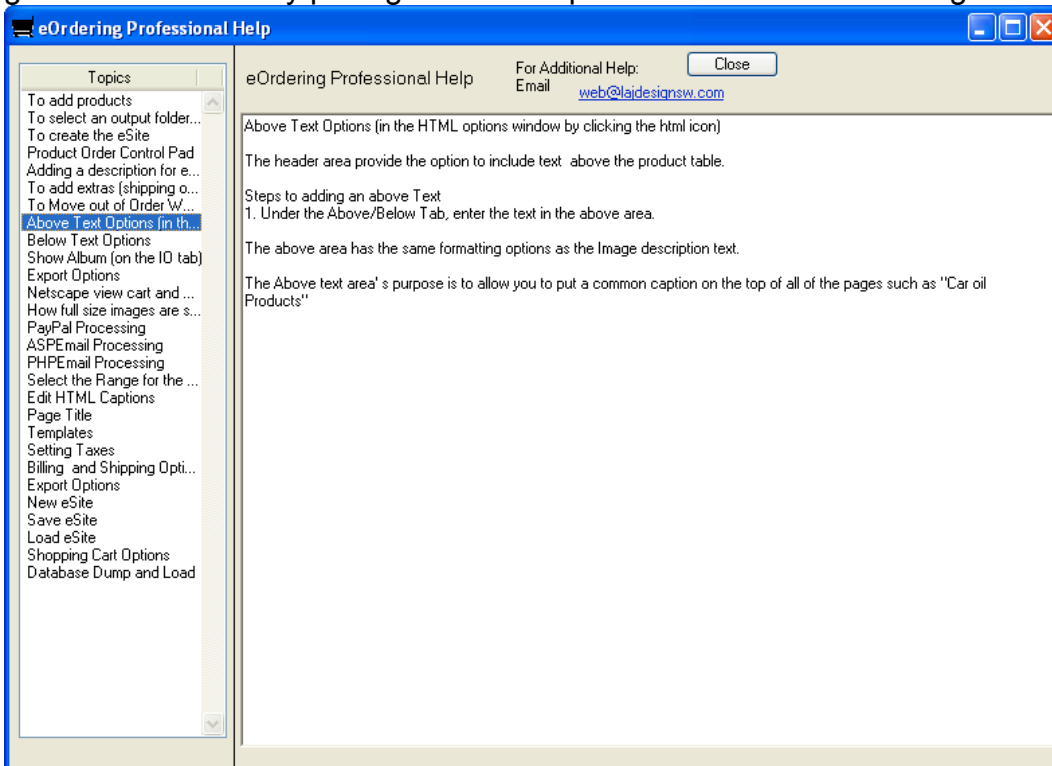 eOrdering Professional Help
Topics
To add products
To select an output folder...
To create the eSite
Product Order Control Pad
Adding a description for e...
To add extras (shipping o...
To Move out of Order W...
Above Text Options (in th...
Below Text Options
Show Album (on the IO tab)
Export Options
Netscape view cart and ...
How full size images are s...
PayPal Processing
ASPEmail Processing
PHPEmail Processing
Select the Range for the ...
Edit HTML Captions
Page Title
Templates
Setting Taxes
Billing and Shipping Opti...
Export Options
New eSite
Save eSite
Load eSite
Shopping Cart Options
Database Dump and Load
eOrdering Professional Help
For Additional Help:
Email web@lajdesignsw.com
Close
Above Text Options (in the HTML options window by clicking the html icon)
The header area provide the option to include text above the product table.
Steps to adding an above Text
1. Under the Above/Below Tab, enter the text in the above area.
The above area has the same formatting options as the Image description text.
The Above text area' s purpose is to allow you to put a common caption on the top of all of the pages such as "Car oil
Products"